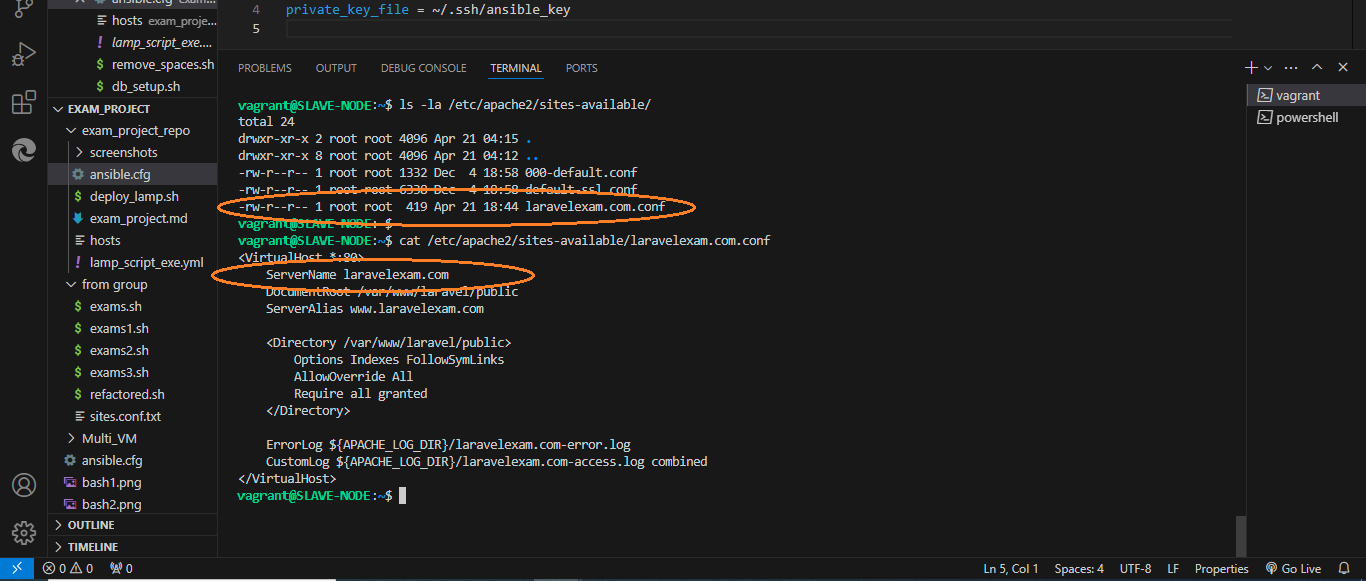 ansible.cfg exam...
hosts exam_proje...
! lamp_script_exe....
$ remove_spaces.sh
$ db_setup.sh
EXAM_PROJECT
exam_project_repo
screenshots
ansible.cfg
$ deploy_lamp.sh
exam_project.md
hosts
! lamp_script_exe.yml
from group
$ exams.sh
$ exams1.sh
$ exams2.sh
$ exams3.sh
$ refactored.sh
sites.conf.txt
Multi_VM
ansible.cfg
bash1.png
bash2.png
OUTLINE
TIMELINE
4 private_key_file = ~/.ssh/ansible_key
5
PROBLEMS OUTPUT DEBUG CONSOLE TERMINAL PORTS
vagrant@SLAVE-NODE:~$ ls -la /etc/apache2/sites-available/
total 24
drwxr-xr-x 2 root root 4096 Apr 21 04:15 .
drwxr-xr-x 8 root root 4096 Apr 21 04:12 ..
-rw-r--r-- 1 root root 1332 Dec  4 18:58 000-default.conf
-rw-r--r-- 1 root root 6338 Dec  4 18:58 default-ssl.conf
-rw-r--r-- 1 root root  419 Apr 21 18:44 laravelexam.com.conf
vagrant@SLAVE-NODE:~$
vagrant@SLAVE-NODE:~$ cat /etc/apache2/sites-available/laravelexam.com.conf
<VirtualHost *:80>
    ServerName laravelexam.com
    DocumentRoot /var/www/laravel/public
    ServerAlias www.laravelexam.com
    <Directory /var/www/laravel/public>
        Options Indexes FollowSymLinks
        AllowOverride All
        Require all granted
    </Directory>
    ErrorLog ${APACHE_LOG_DIR}/laravelexam.com-error.log
    CustomLog ${APACHE_LOG_DIR}/laravelexam.com-access.log combined
</VirtualHost>
vagrant@SLAVE-NODE:~$
vagrant
powershell
0 0 0 Ln 5, Col 1 Spaces: 4 UTF-8 LF Properties Go Live